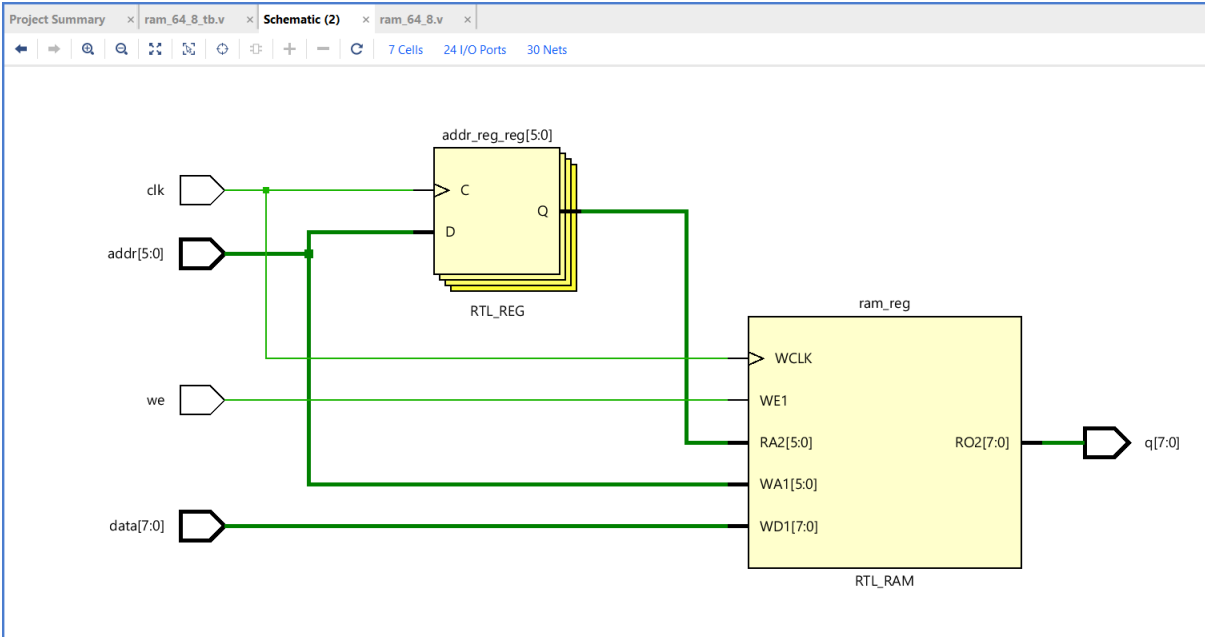 Project Summary × ram_64_8_tb.v × Schematic (2) × ram_64_8.v ×
7 Cells 24 I/O Ports 30 Nets
addr_reg_reg[5:0]
clk
C
Q
D
addr[5:0]
RTL_REG
ram_reg
WCLK
we
WE1
RA2[5:0]
RO2[7:0]
q[7:0]
WA1[5:0]
data[7:0]
WD1[7:0]
RTL_RAM